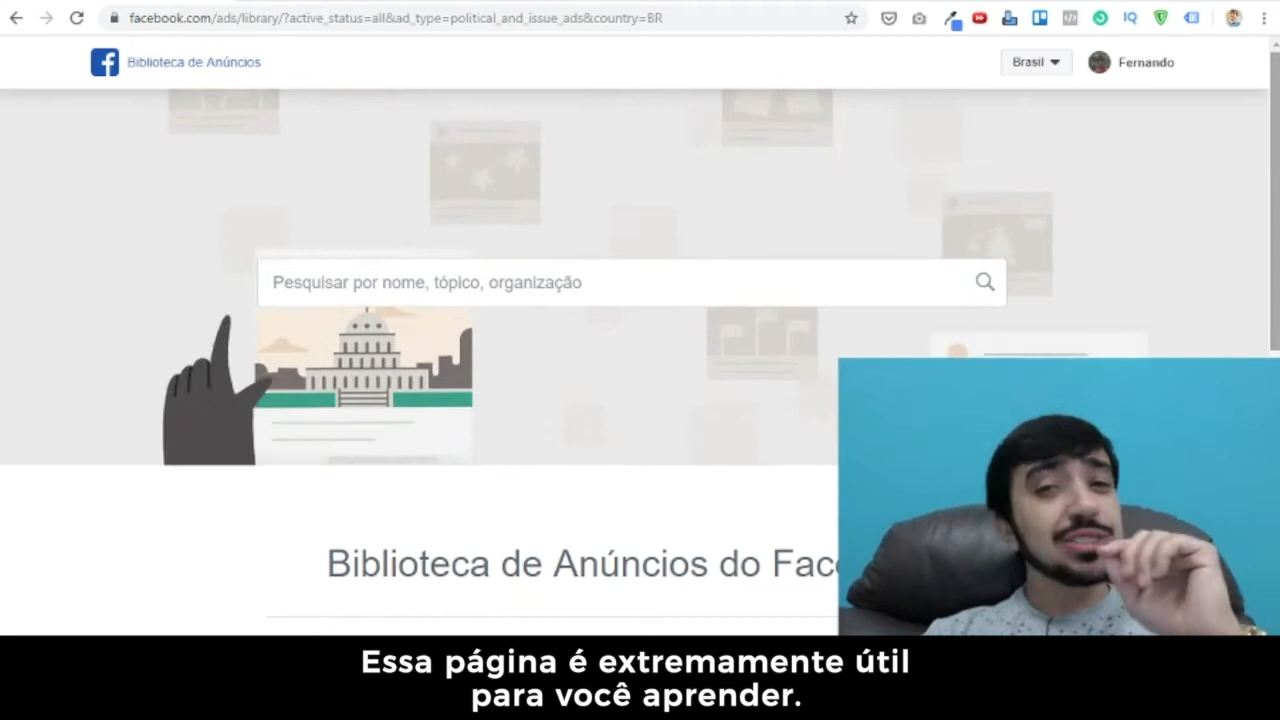 facebook.com/ads/library/?active_status=all&ad_type=political_and_issue_ads&country=BR
Biblioteca de Anúncios
Brasil
Fernando
Pesquisar por nome, tópico, organização
Biblioteca de Anúncios do Fac
Essa página é extremamente útil
para você aprender.